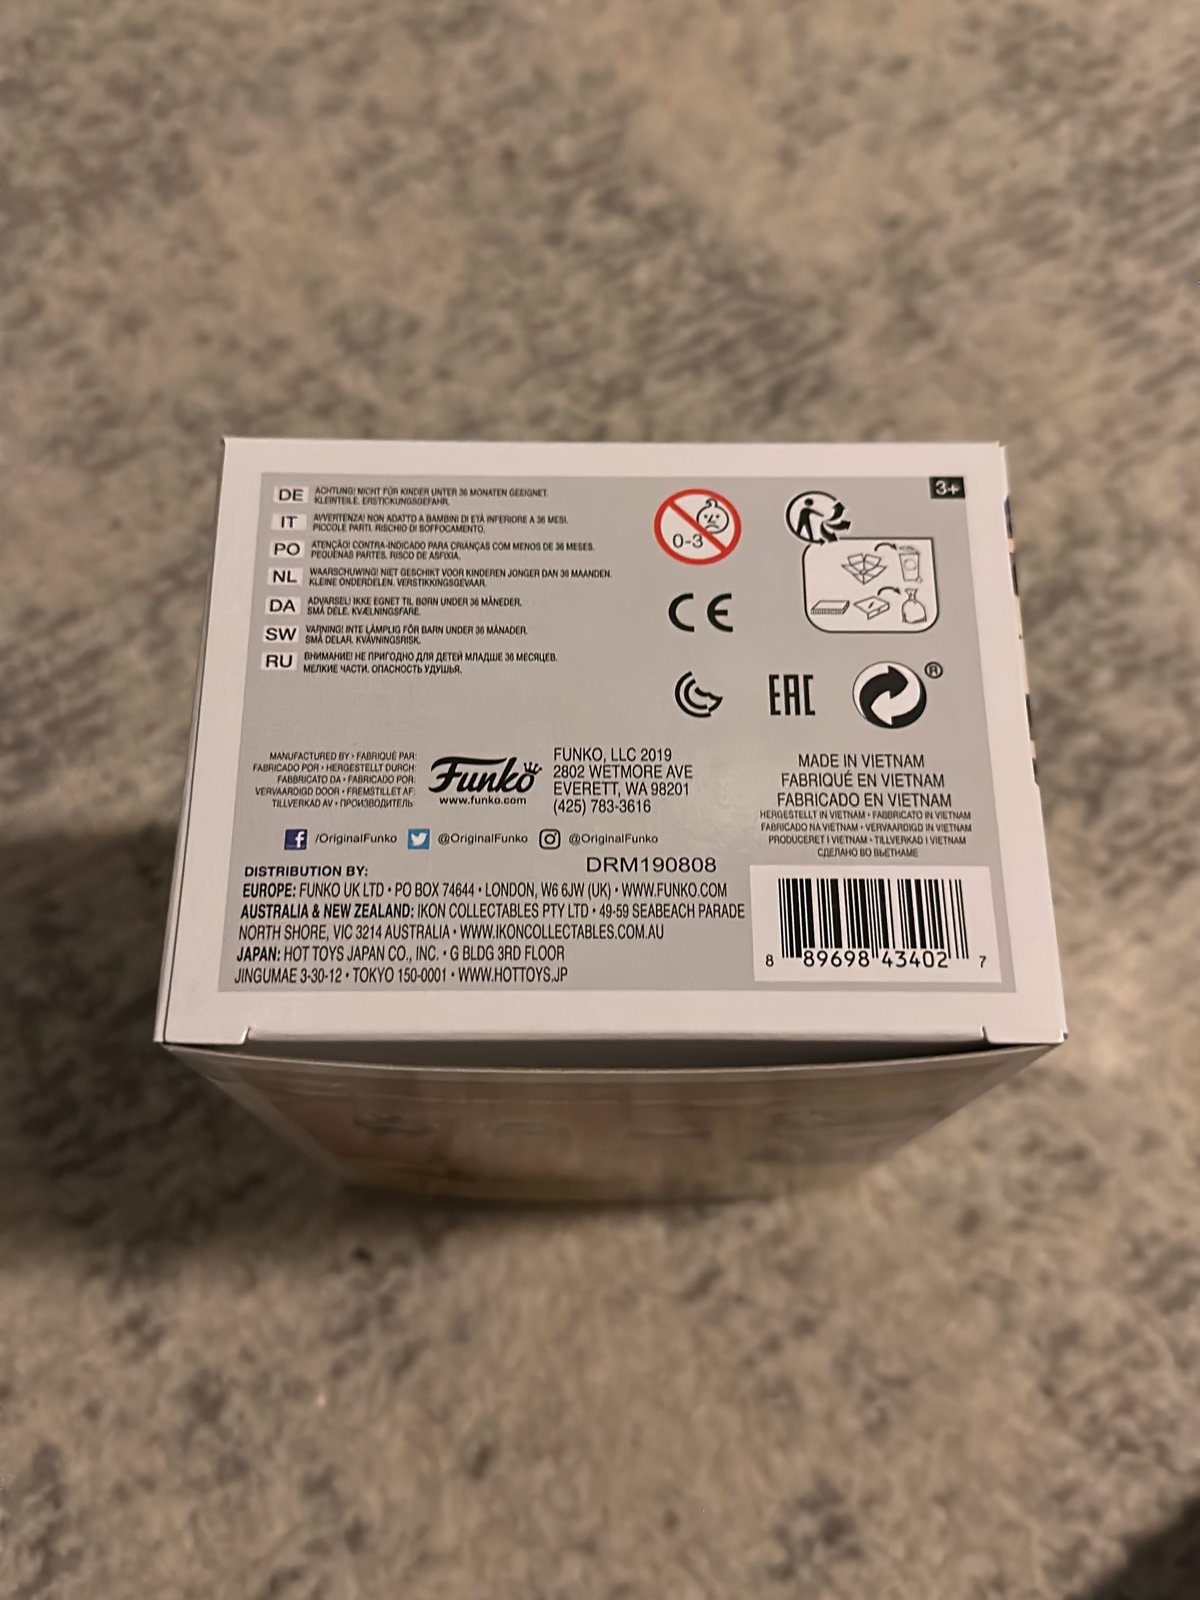 DE ACHTUNG! NICHT FÜR KINDER UNTER 36 MONATEN GEEIGNET.
KLEINTEILE. ERSTICKUNGSGEFAHR.
IT AVVERTENZA! NON ADATTO A BAMBINI DI ETÀ INFERIORE A 36 MESI.
PICCOLE PARTI. RISCHIO DI SOFFOCAMENTO.
PO ATENÇÃO! CONTRA-INDICADO PARA CRIANÇAS COM MENOS DE 36 MESES.
PEQUENAS PARTES. RISCO DE ASFIXIA.
NL WAARSCHUWING! NIET GESCHIKT VOOR KINDEREN JONGER DAN 36 MAANDEN.
KLEINE ONDERDELEN. VERSTIKKINGSGEVAAR.
DA ADVARSEL! IKKE EGNET TIL BØRN UNDER 36 MÅNEDER.
SMÅ DELE. KVÆLNINGSFARE.
SW VARNING! INTE LÄMPLIG FÖR BARN UNDER 36 MÅNADER.
SMÅ DELAR. KVÄVNINGSRISK.
RU ВНИМАНИЕ! НЕ ПРИГОДНО ДЛЯ ДЕТЕЙ МЛАДШЕ 36 МЕСЯЦЕВ.
МЕЛКИЕ ЧАСТИ. ОПАСНОСТЬ УДУШЬЯ.
0-3
3+
CE
EAC
®
MANUFACTURED BY • FABRIQUÉ PAR:
FABRICADO POR • HERGESTELLT DURCH:
FABBRICATO DA • FABRICADO POR:
VERVAARDIGD DOOR • FREMSTILLET AF:
TILLVERKAD AV • ПРОИЗВОДИТЕЛЬ
Funko
www.funko.com
FUNKO, LLC 2019
2802 WETMORE AVE
EVERETT, WA 98201
(425) 783-3616
MADE IN VIETNAM
FABRIQUÉ EN VIETNAM
FABRICADO EN VIETNAM
HERGESTELLT IN VIETNAM • FABBRICATO IN VIETNAM
FABRICADO NA VIETNAM • VERVAARDIGD IN VIETNAM
PRODUCERET I VIETNAM • TILLVERKAD I VIETNAM
СДЕЛАНО ВО ВЬЕТНАМЕ
/OriginalFunko @OriginalFunko @OriginalFunko
DRM190808
DISTRIBUTION BY:
EUROPE: FUNKO UK LTD • PO BOX 74644 • LONDON, W6 6JW (UK) • WWW.FUNKO.COM
AUSTRALIA & NEW ZEALAND: IKON COLLECTABLES PTY LTD • 49-59 SEABEACH PARADE
NORTH SHORE, VIC 3214 AUSTRALIA • WWW.IKONCOLLECTABLES.COM.AU
JAPAN: HOT TOYS JAPAN CO., INC. • G BLDG 3RD FLOOR
JINGUMAE 3-30-12 • TOKYO 150-0001 • WWW.HOTTOYS.JP
8 89698 43402 7